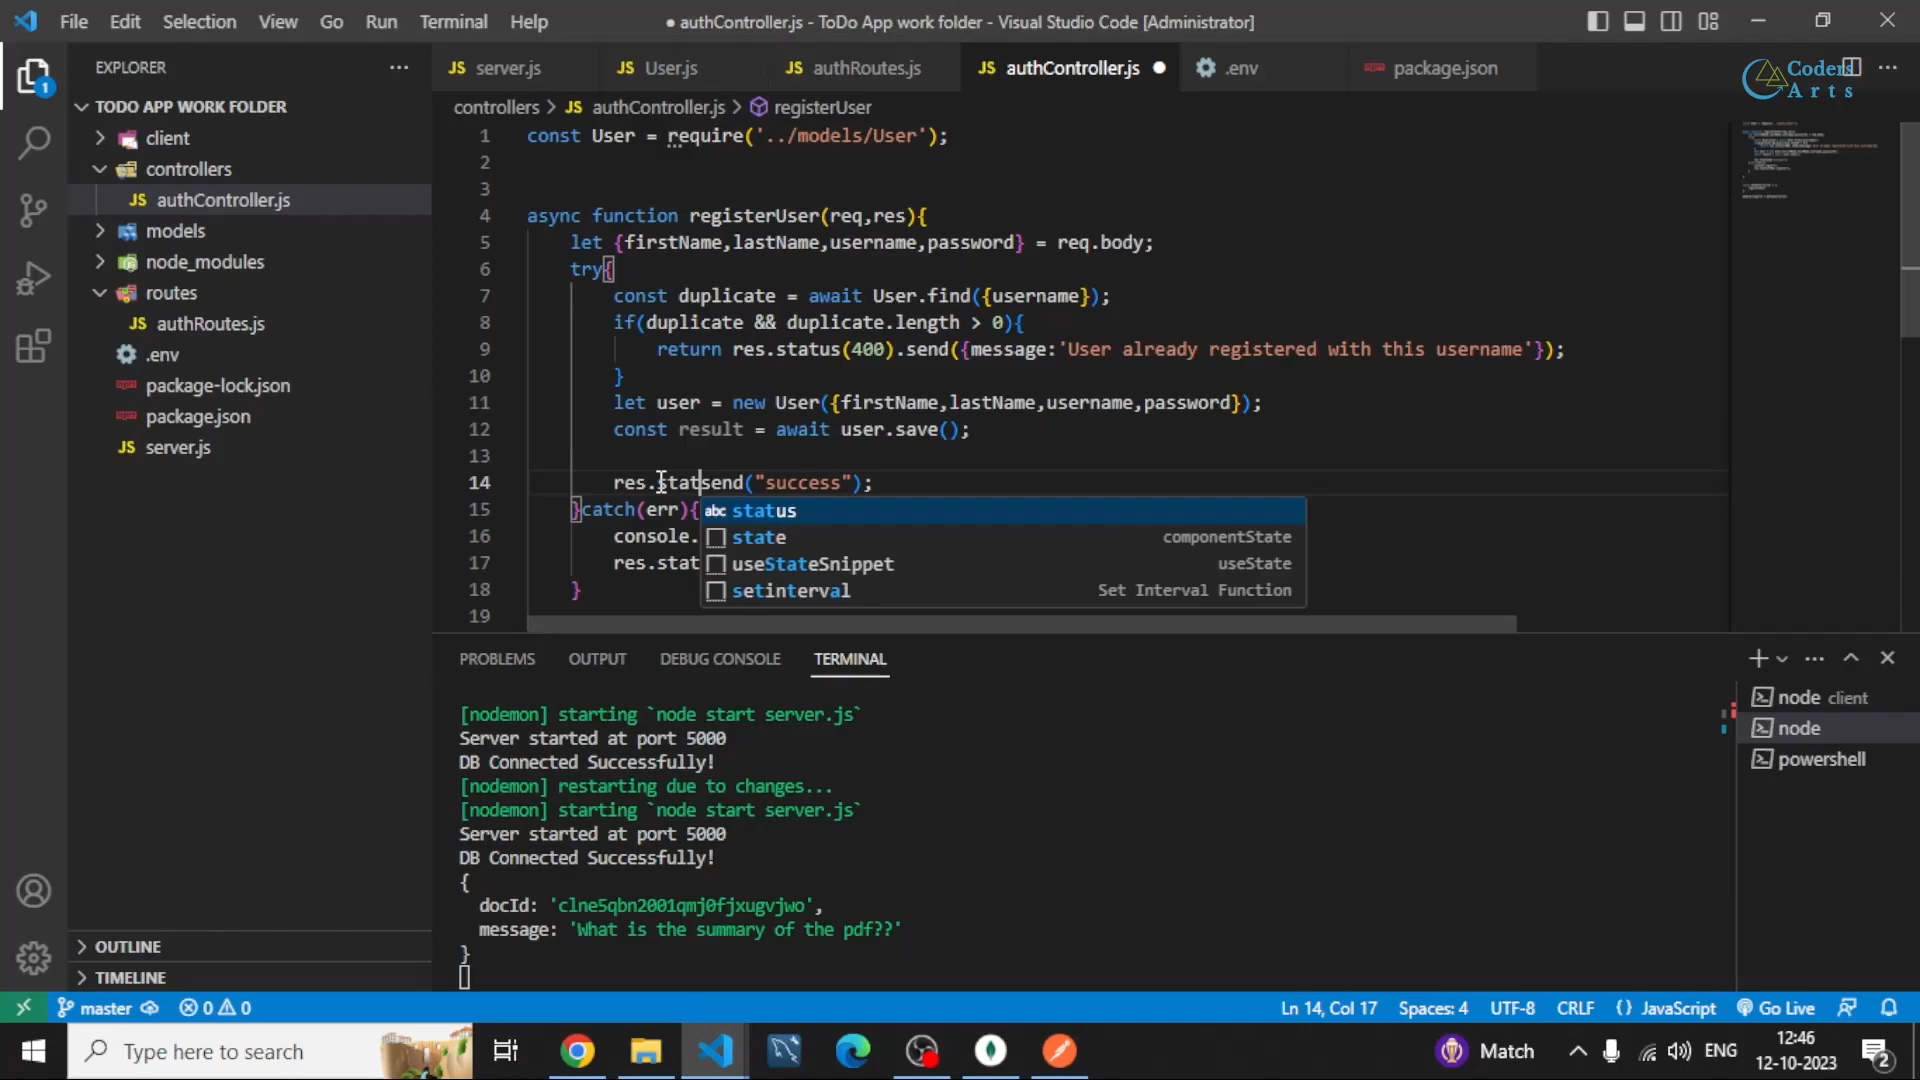 File Edit Selection View Go Run Terminal Help
● authController.js - ToDo App work folder - Visual Studio Code [Administrator]
EXPLORER
JS server.js
JS User.js
JS authRoutes.js
JS authController.js ●
.env
package.json
Coders
Arts
TODO APP WORK FOLDER
client
controllers
JS authController.js
models
node_modules
routes
JS authRoutes.js
.env
package-lock.json
package.json
JS server.js
OUTLINE
TIMELINE
1
controllers > JS authController.js > registerUser
1 const User = require('../models/User');
2
3
4 async function registerUser(req,res){
5 let {firstName,lastName,username,password} = req.body;
6 try{
7 const duplicate = await User.find({username});
8 if(duplicate && duplicate.length > 0){
9 return res.status(400).send({message:'User already registered with this username'});
10 }
11 let user = new User({firstName,lastName,username,password});
12 const result = await user.save();
13
14 res.statsend("success");
15 }catch(err){
16 console.
17 res.stat
18 }
19
abc status
state componentState
useStateSnippet useState
setinterval Set Interval Function
PROBLEMS OUTPUT DEBUG CONSOLE TERMINAL
[nodemon] starting `node start server.js`
Server started at port 5000
DB Connected Successfully!
[nodemon] restarting due to changes...
[nodemon] starting `node start server.js`
Server started at port 5000
DB Connected Successfully!
{
docId: 'clne5qbn2001qmj0fjxugvjwo',
message: 'What is the summary of the pdf??'
}
node client
node
powershell
master 0 0
Ln 14, Col 17 Spaces: 4 UTF-8 CRLF {} JavaScript Go Live
Type here to search
Match
ENG
12:46
12-10-2023
2